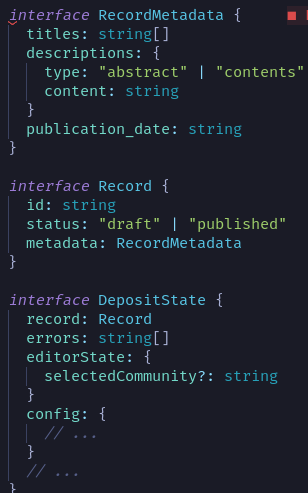 interface RecordMetadata {
titles: string[]
descriptions: {
type: "abstract" | "contents"
content: string
}
publication_date: string
}
interface Record {
id: string
status: "draft" | "published"
metadata: RecordMetadata
}
interface DepositState {
record: Record
errors: string[]
editorState: {
selectedCommunity?: string
}
config: {
// ...
}
// ...
}